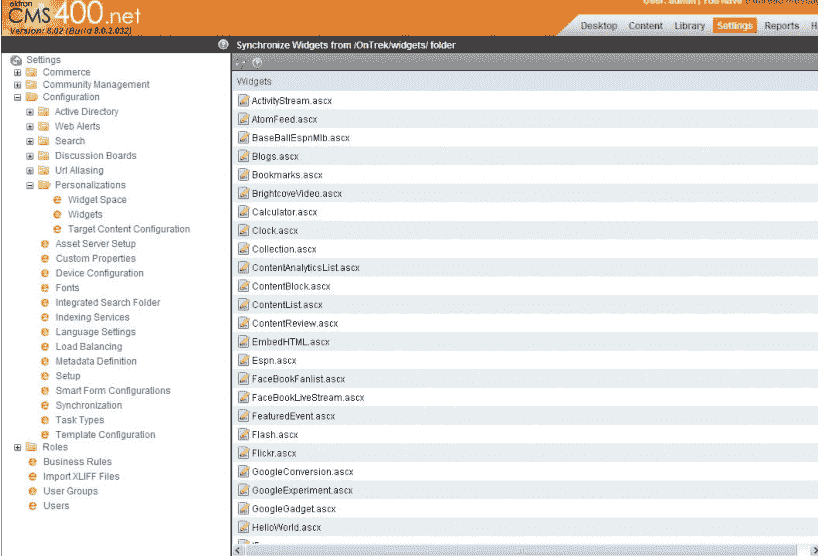 ektron
CMS400.net
Version: 8.02 (Build 8.0.2.032)
User: admin | You have
Desktop Content Library Settings Reports
Synchronize Widgets from /OnTrek/widgets/ folder
Settings
Commerce
Community Management
Configuration
Active Directory
Web Alerts
Search
Discussion Boards
Url Aliasing
Personalizations
Widget Space
Widgets
Target Content Configuration
Asset Server Setup
Custom Properties
Device Configuration
Fonts
Integrated Search Folder
Indexing Services
Language Settings
Load Balancing
Metadata Definition
Setup
Smart Form Configurations
Synchronization
Task Types
Template Configuration
Roles
Business Rules
Import XLIFF Files
User Groups
Users
Widgets
ActivityStream.ascx
AtomFeed.ascx
BaseBallEspnMlb.ascx
Blogs.ascx
Bookmarks.ascx
BrightcoveVideo.ascx
Calculator.ascx
Clock.ascx
Collection.ascx
ContentAnalyticsList.ascx
ContentBlock.ascx
ContentList.ascx
ContentReview.ascx
EmbedHTML.ascx
Espn.ascx
FaceBookFanlist.ascx
FaceBookLiveStream.ascx
FeaturedEvent.ascx
Flash.ascx
Flickr.ascx
GoogleConversion.ascx
GoogleExperiment.ascx
GoogleGadget.ascx
HelloWorld.ascx